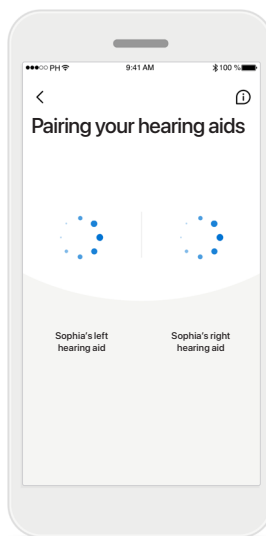 ●●●○○ PH 9:41 AM 100 %
Pairing your hearing aids
Sophia's left
hearing aid
Sophia's right
hearing aid